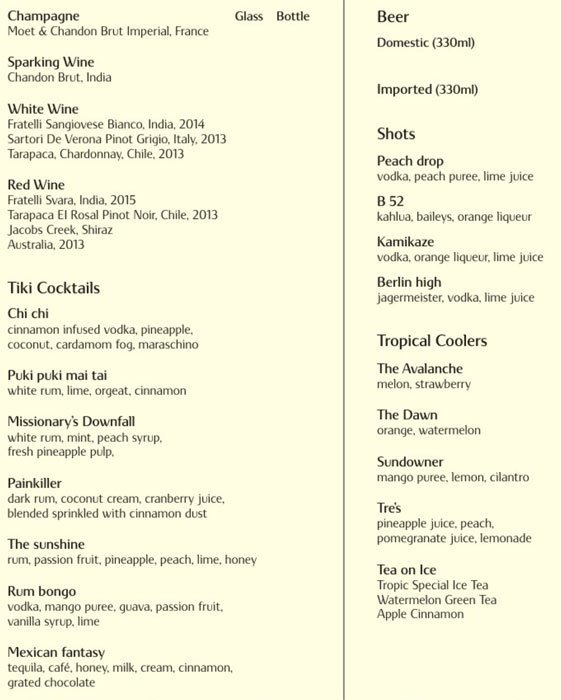 Champagne Glass Bottle
Moet & Chandon Brut Imperial, France
Sparking Wine
Chandon Brut, India
White Wine
Fratelli Sangiovese Bianco, India, 2014
Sartori De Verona Pinot Grigio, Italy, 2013
Tarapaca, Chardonnay, Chile, 2013
Red Wine
Fratelli Svara, India, 2015
Tarapaca El Rosal Pinot Noir, Chile, 2013
Jacobs Creek, Shiraz
Australia, 2013
Tiki Cocktails
Chi chi
cinnamon infused vodka, pineapple,
coconut, cardamom fog, maraschino
Puki puki mai tai
white rum, lime, orgeat, cinnamon
Missionary's Downfall
white rum, mint, peach syrup,
fresh pineapple pulp,
Painkiller
dark rum, coconut cream, cranberry juice,
blended sprinkled with cinnamon dust
The sunshine
rum, passion fruit, pineapple, peach, lime, honey
Rum bongo
vodka, mango puree, guava, passion fruit,
vanilla syrup, lime
Mexican fantasy
tequila, café, honey, milk, cream, cinnamon,
grated chocolate
Beer
Domestic (330ml)
Imported (330ml)
Shots
Peach drop
vodka, peach puree, lime juice
B 52
kahlua, baileys, orange liqueur
Kamikaze
vodka, orange liqueur, lime juice
Berlin high
jagermeister, vodka, lime juice
Tropical Coolers
The Avalanche
melon, strawberry
The Dawn
orange, watermelon
Sundowner
mango puree, lemon, cilantro
Tre's
pineapple juice, peach,
pomegranate juice, lemonade
Tea on Ice
Tropic Special Ice Tea
Watermelon Green Tea
Apple Cinnamon